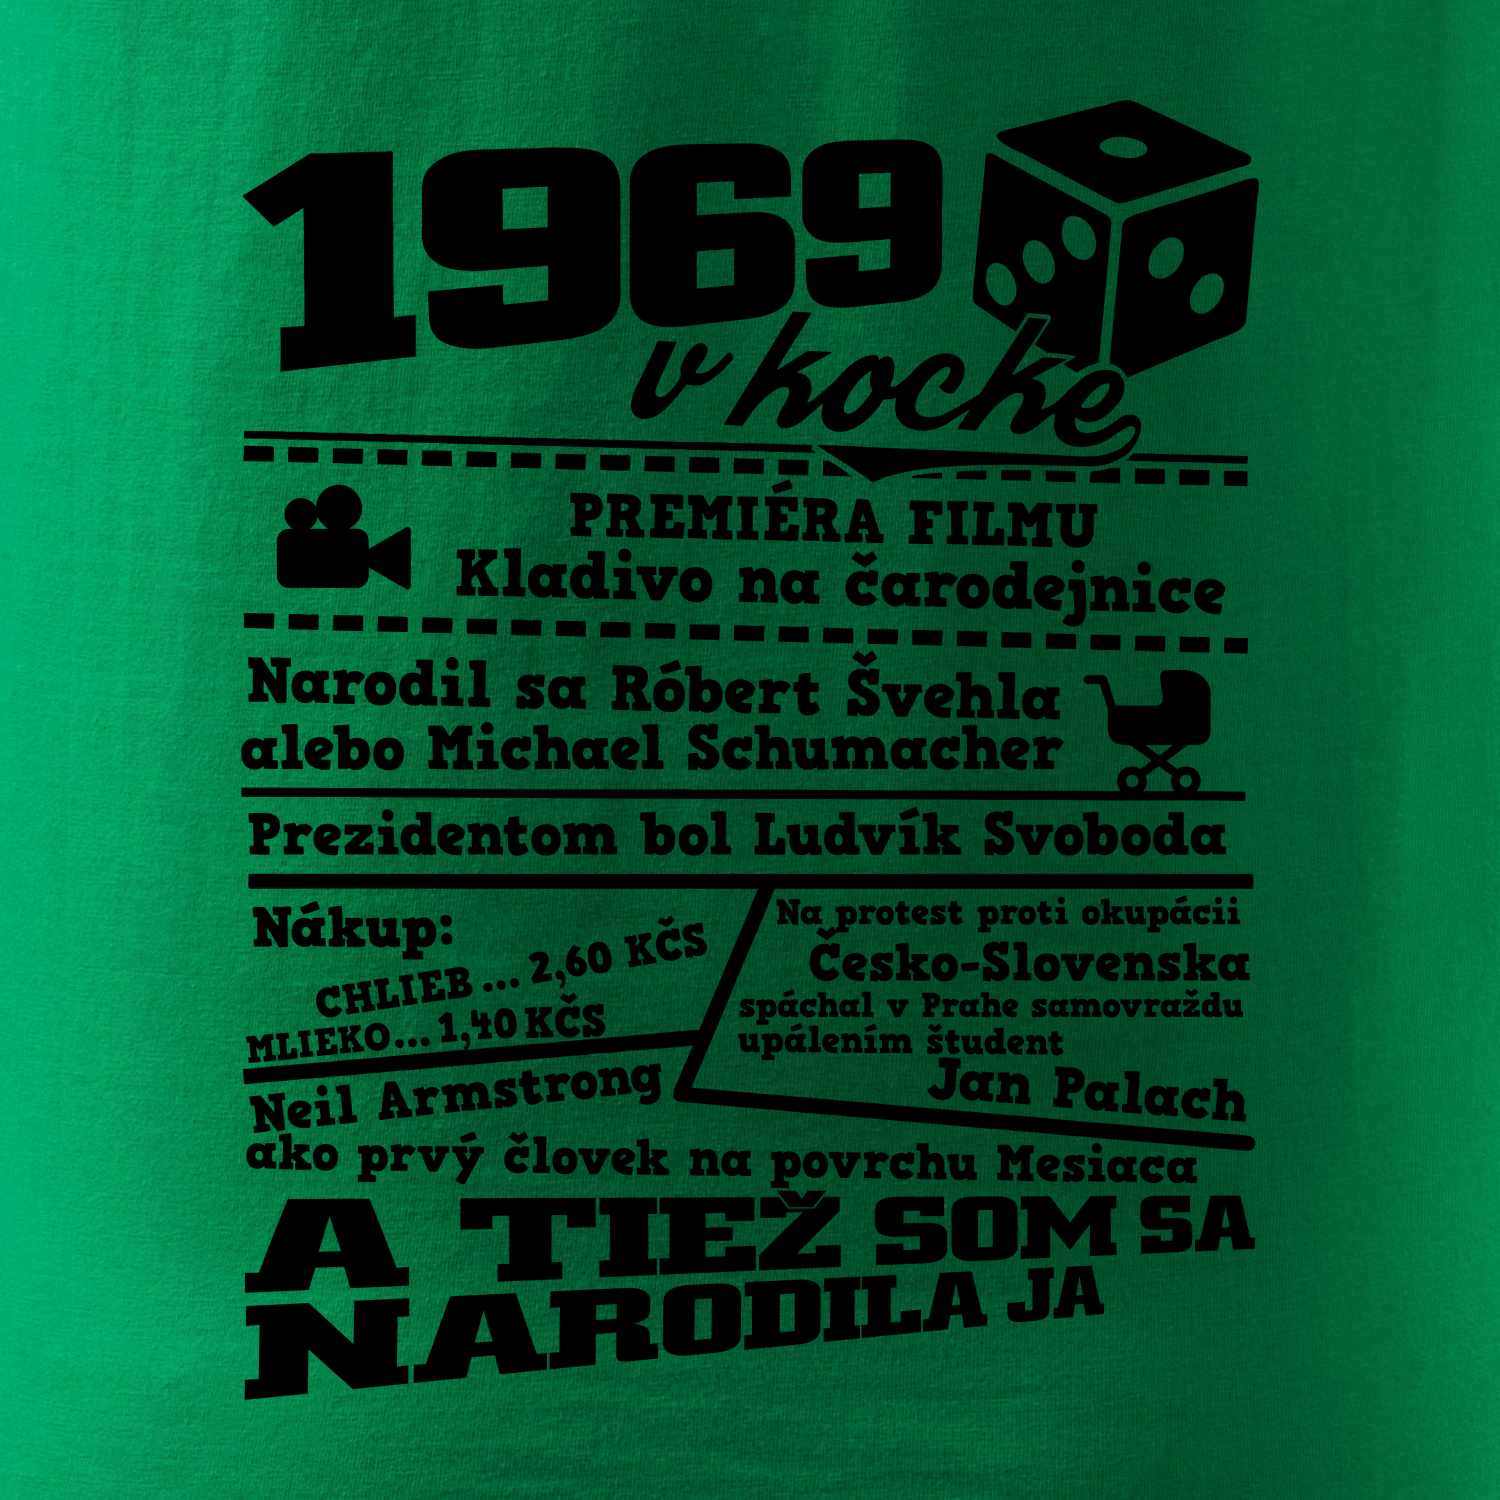 1969
v kocke
PREMIÉRA FILMU
Kladivo na čarodejnice
Narodil sa Róbert Švehla
alebo Michael Schumacher
Prezidentom bol Ludvík Svoboda
Nákup:
CHLIEB... 2,60 KČS
MLIEKO... 1,40 KČS
Na protest proti okupácii
Česko-Slovenska
spáchal v Prahe samovraždu
upálením študent
Jan Palach
Neil Armstrong
ako prvý človek na povrchu Mesiaca
A TIEŽ SOM SA
NARODILA JA